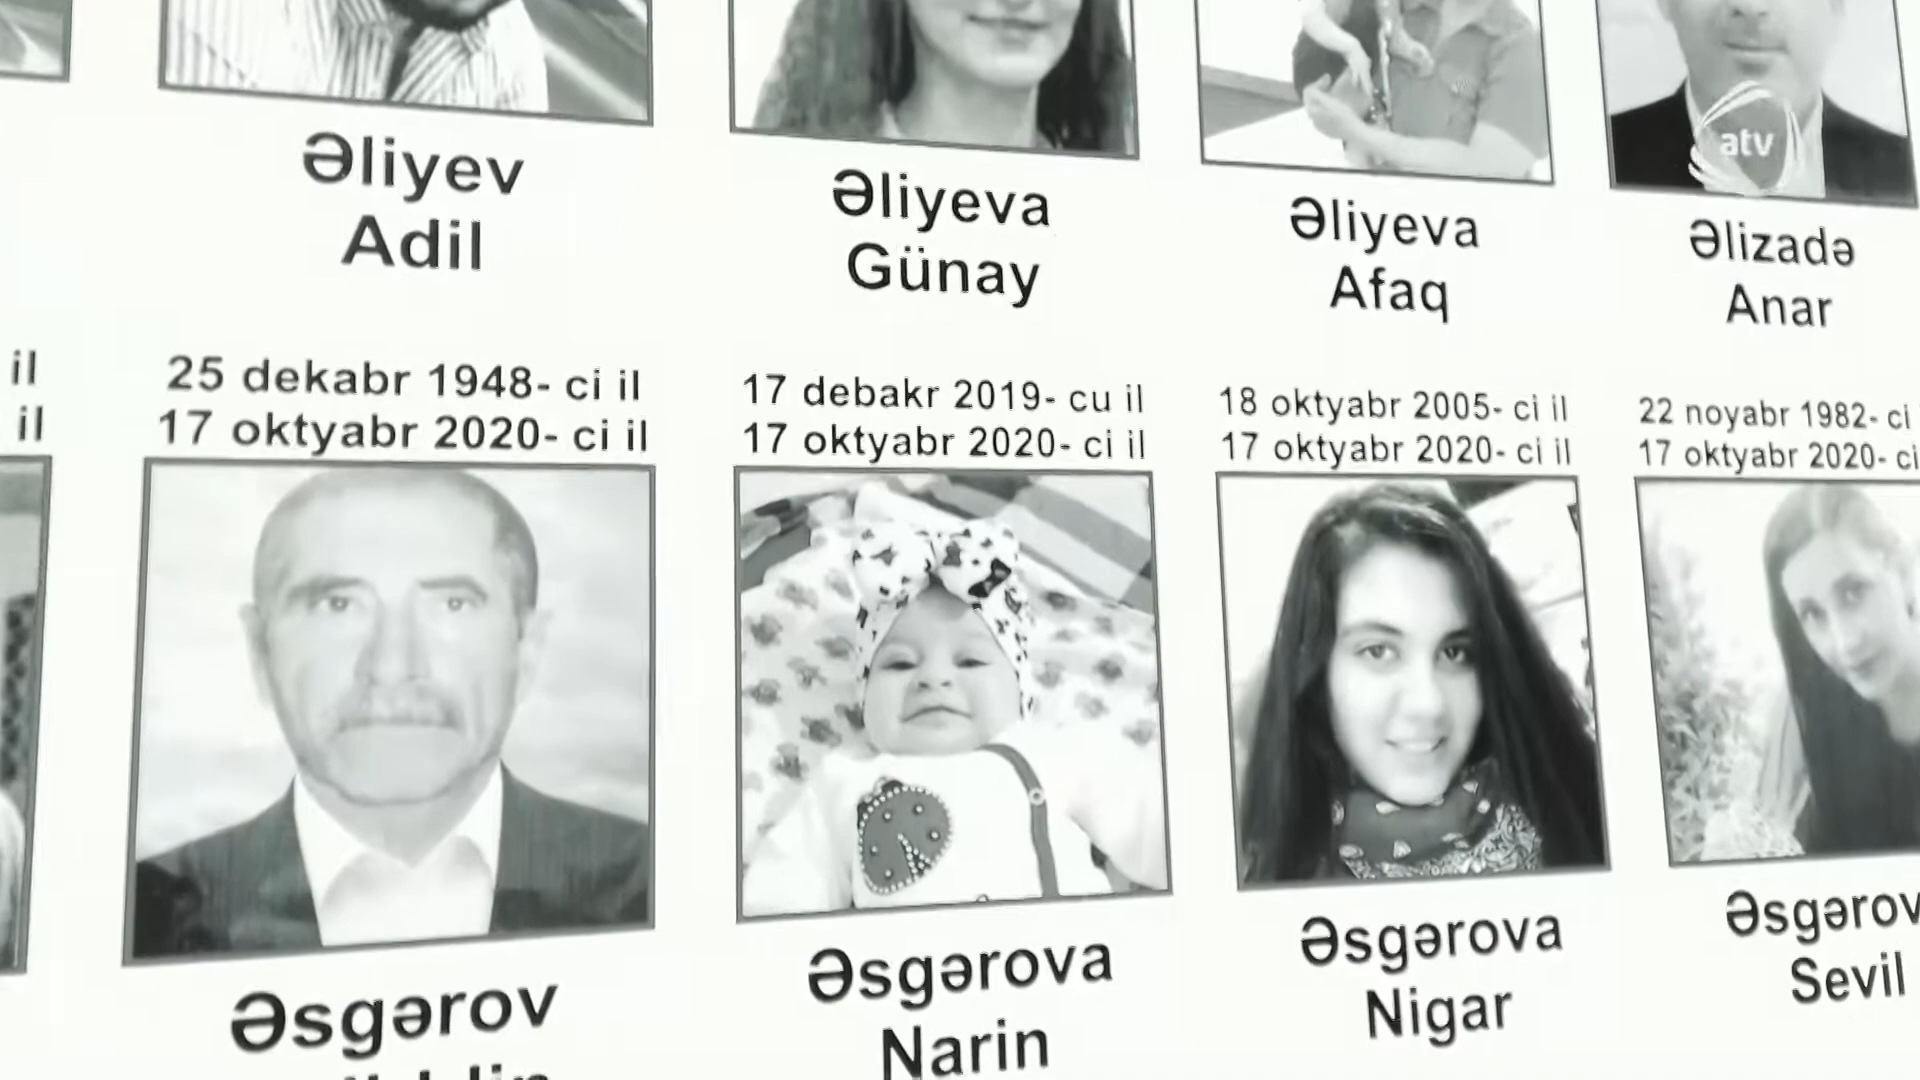 atv
Əliyev
Adil
Əliyeva
Günay
Əliyeva
Afaq
Əlizadə
Anar
il
il
25 dekabr 1948- ci il
17 oktyabr 2020- ci il
17 debakr 2019- cu il
17 oktyabr 2020- ci il
18 oktyabr 2005- ci il
17 oktyabr 2020- ci il
22 noyabr 1982- ci
17 oktyabr 2020- ci
Əsgərov
Əsgərova
Narin
Əsgərova
Nigar
Əsgərov
Sevil